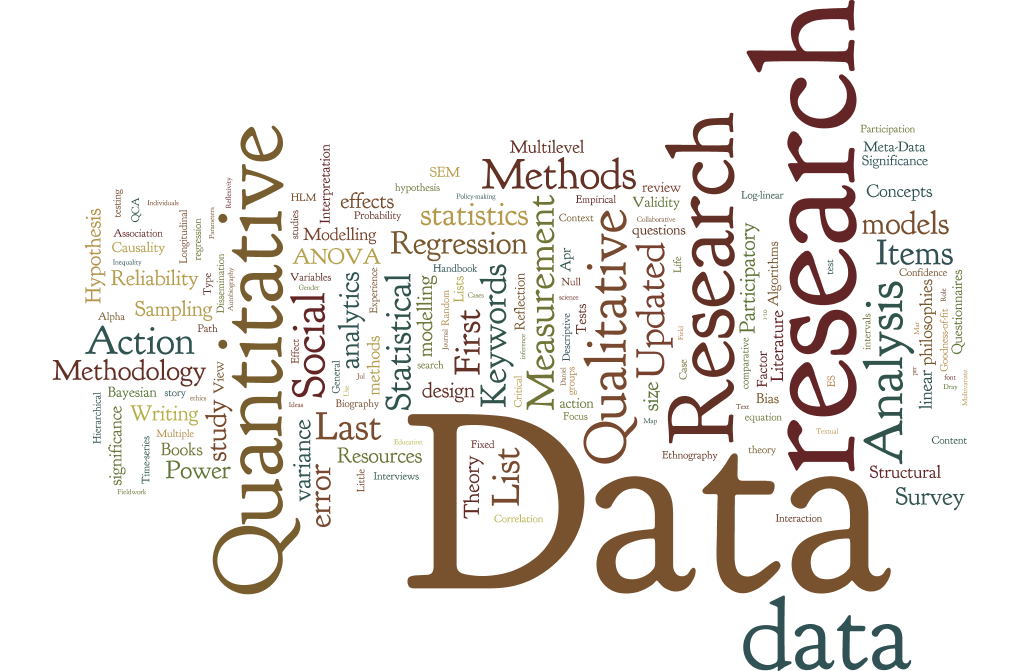 research
Participation
Research
Quantitative
Multilevel
Meta-Data
Significance
Interpretation
SEM
Methods
hypothesis
review
Concepts
testing
QCA
Individuals
Reflexivity
HLM
effects
Policy-making
Empirical
Validity
Log-linear
Hypothesis
Longitudinal
Parameters
studies
Probability
statistics
Measurement
Context
Qualitative
Collaborative
questions
models
Association
regression
Modelling
Regression
Participatory
Causality
ANOVA
Apr
Updated
Algorithms
test
Items
Inequality
Dissemination
Autobiography
Handbook
Life
Reliability
Type
Variables
Gender
analytics
Experience
Statistical
modelling
Lists
Cases
Keywords
Reflection
Null
science
Confidence
Sampling
Social
Random
Journal
First
Tests
Literature
Analysis
philosophies
Role
Goodness-of-fit
Questionnaires
Alpha
Path
Effect
inference
Descriptive
Field
comparative
intervals
Mar
Action
General
Jul
methods
search
Critical
Daniel
groups
Case
Factor
Methodology
View
Use
design
size
ES
linear
per
font
Dray
Multivariate
Bayesian
story
ethics
Ideas
Biography
action
Focus
Bias
Text
Hierarchical
significance
Writing
study
Last
Map
equation
Multiple
Textual
Time-series
Books
variance
Education
Fixed
theory
Content
Power
Resources
Theory
List
Ethnography
Structural
Fieldwork
error
Little
Interviews
Survey
Correlation
Interaction
Data
data